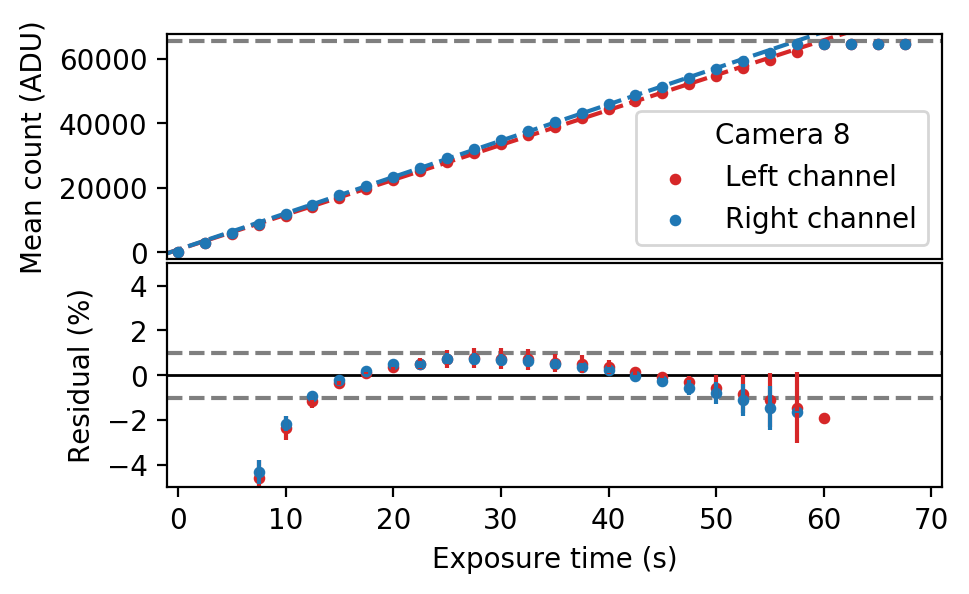 Mean count (ADU)
60000
40000
20000
0
Camera 8
Left channel
Right channel
Residual (%)
4
2
0
−2
−4
0 10 20 30 40 50 60 70
Exposure time (s)